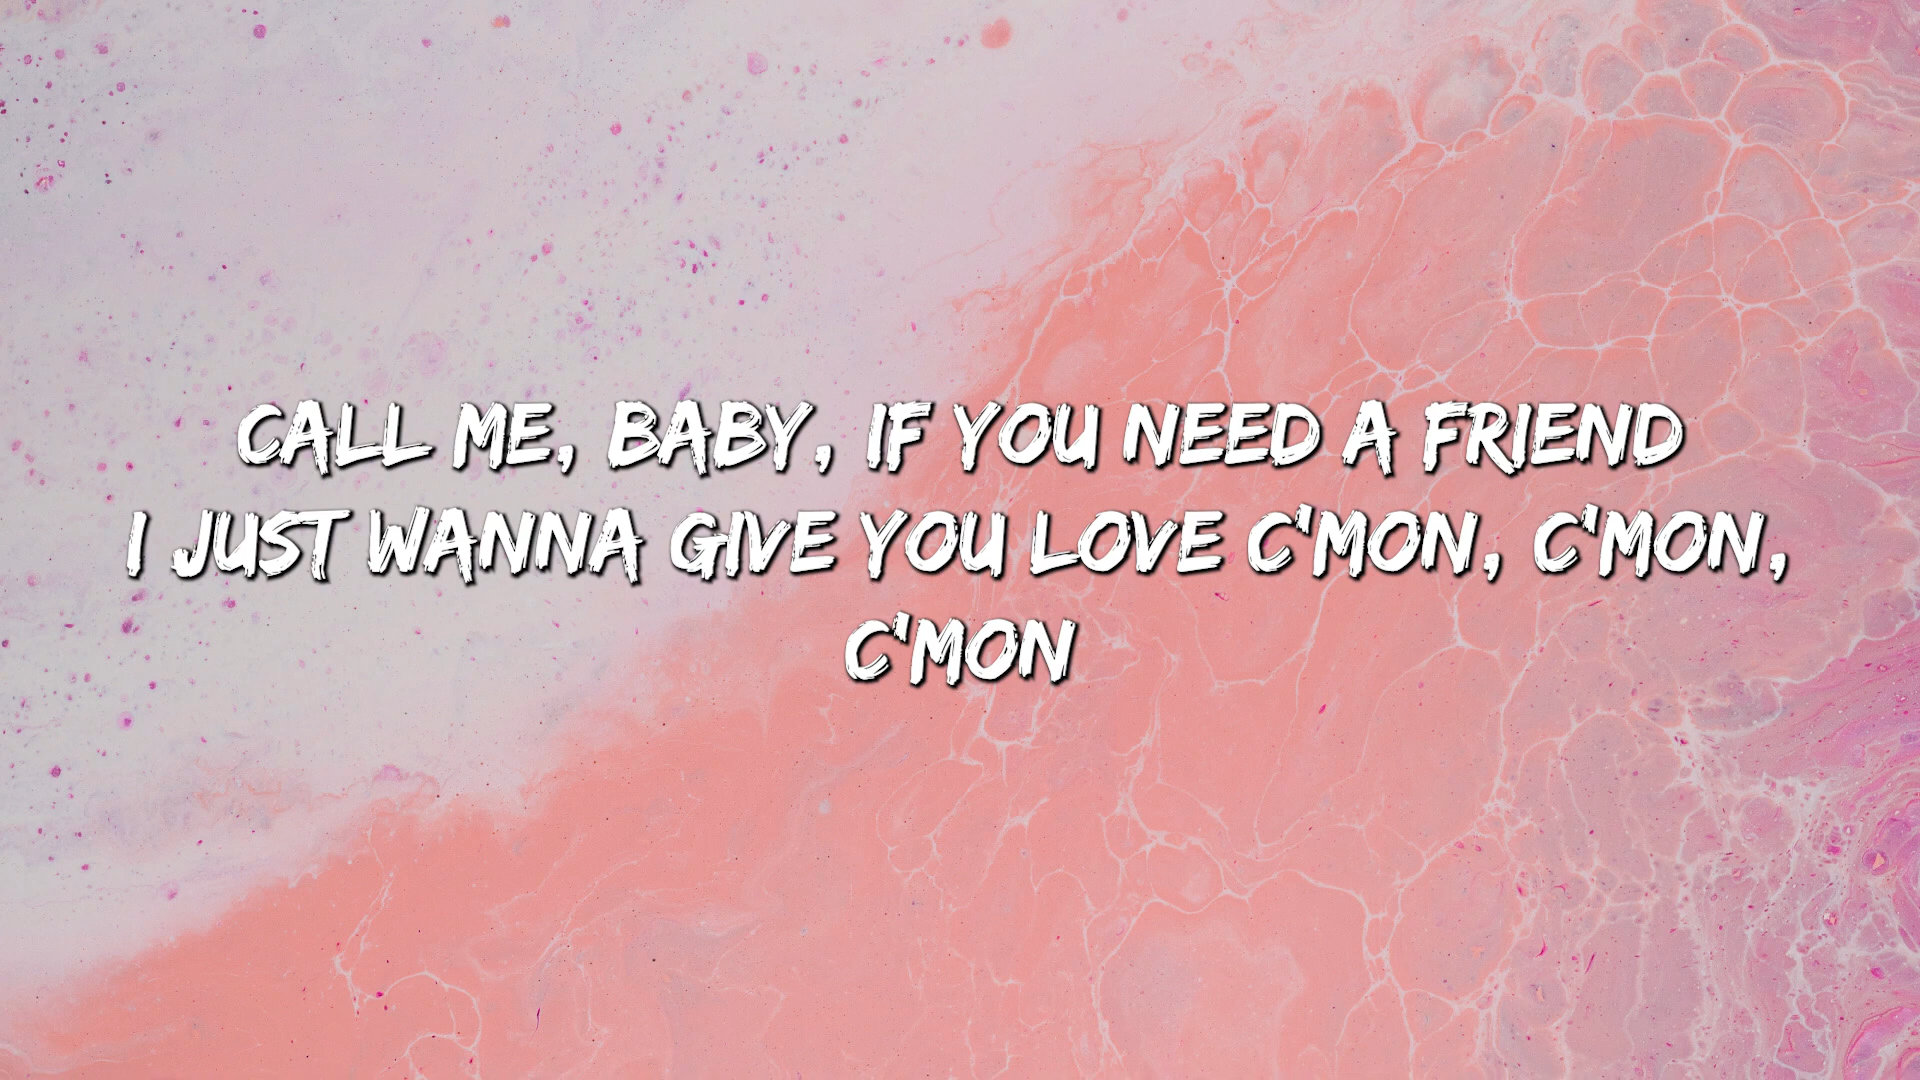 CALL ME, BABY, IF YOU NEED A FRIEND
I JUST WANNA GIVE YOU LOVE C'MON, C'MON,
C'MON